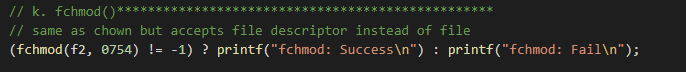 // k. fchmod()*************************************************
// same as chown but accepts file descriptor instead of file
(fchmod(f2, 0754) != -1) ? printf("fchmod: Success\n") : printf("fchmod: Fail\n");